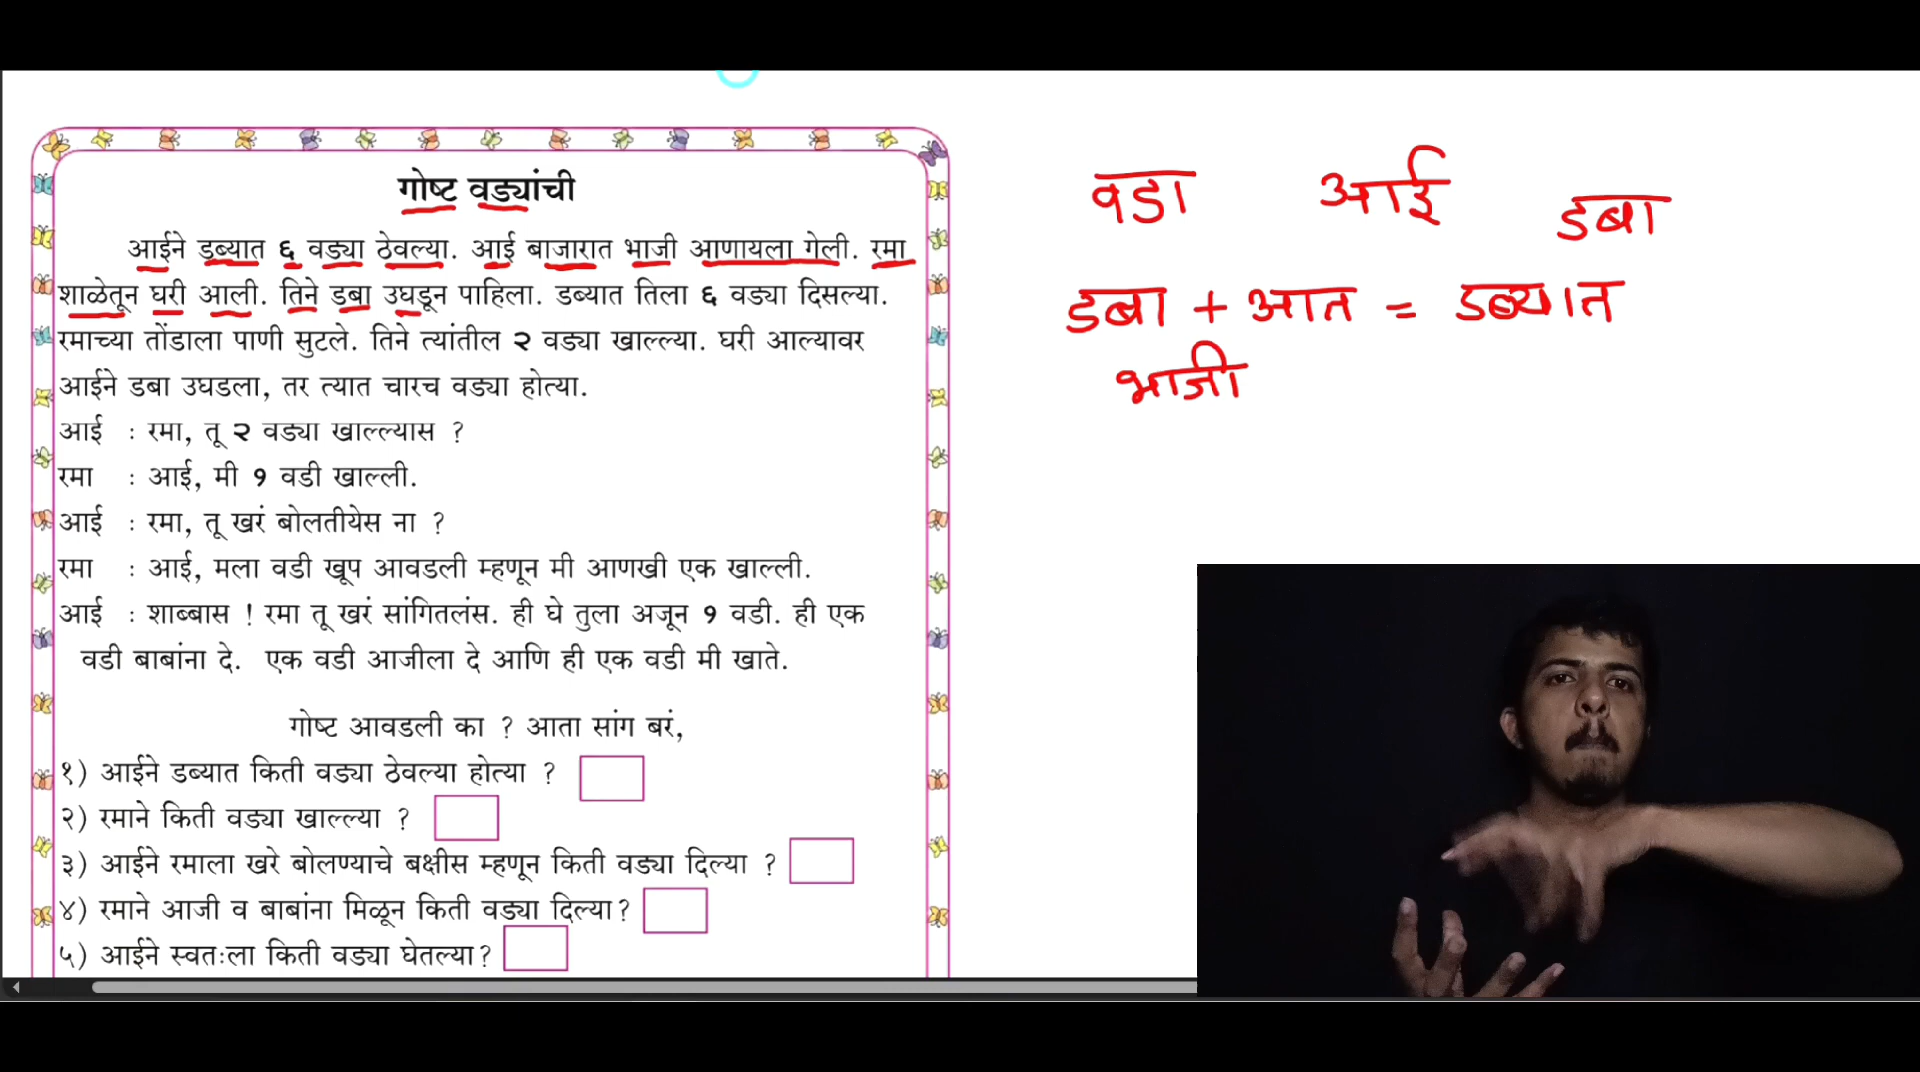 गोष्ट वड्यांची
आईने डब्यात ६ वड्या ठेवल्या. आई बाजारात भाजी आणायला गेली. रमा
शाळेतून घरी आली. तिने डबा उघडून पाहिला. डब्यात तिला ६ वड्या दिसल्या.
रमाच्या तोंडाला पाणी सुटले. तिने त्यांतील २ वड्या खाल्ल्या. घरी आल्यावर
आईने डबा उघडला, तर त्यात चारच वड्या होत्या.
आई : रमा, तू २ वड्या खाल्ल्यास ?
रमा : आई, मी १ वडी खाल्ली.
आई : रमा, तू खरं बोलतीयेस ना ?
रमा : आई, मला वडी खूप आवडली म्हणून मी आणखी एक खाल्ली.
आई : शाब्बास ! रमा तू खरं सांगितलंस. ही घे तुला अजून १ वडी. ही एक
वडी बाबांना दे. एक वडी आजीला दे आणि ही एक वडी मी खाते.
गोष्ट आवडली का ? आता सांग बरं,
१) आईने डब्यात किती वड्या ठेवल्या होत्या ?
२) रमाने किती वड्या खाल्ल्या ?
३) आईने रमाला खरे बोलण्याचे बक्षीस म्हणून किती वड्या दिल्या ?
४) रमाने आजी व बाबांना मिळून किती वड्या दिल्या?
५) आईने स्वतःला किती वड्या घेतल्या?
वडा आई डबा
डबा + आत = डब्यात
भाजी